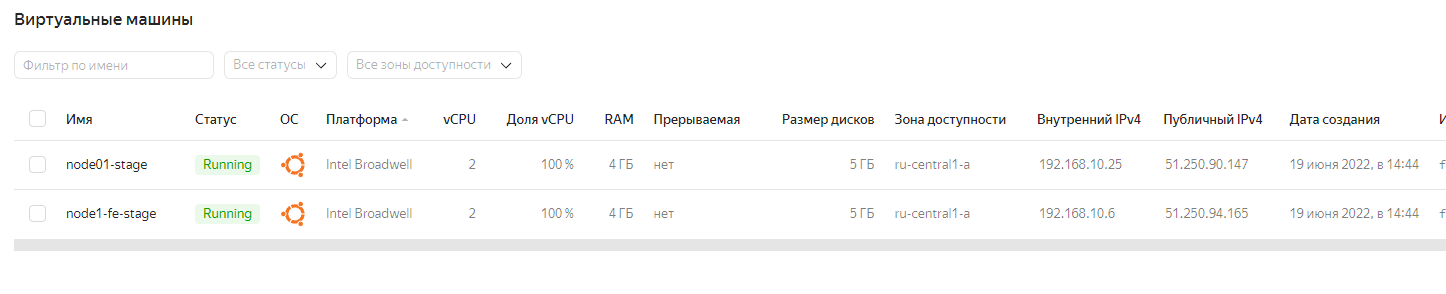 Виртуальные машины
Фильтр по имени Все статусы Все зоны доступности
Имя Статус ОС Платформа vCPU Доля vCPU RAM Прерываемая Размер дисков Зона доступности Внутренний IPv4 Публичный IPv4 Дата создания
node01-stage Running Intel Broadwell 2 100 % 4 ГБ нет 5 ГБ ru-central1-a 192.168.10.25 51.250.90.147 19 июня 2022, в 14:44
node1-fe-stage Running Intel Broadwell 2 100 % 4 ГБ нет 5 ГБ ru-central1-a 192.168.10.6 51.250.94.165 19 июня 2022, в 14:44